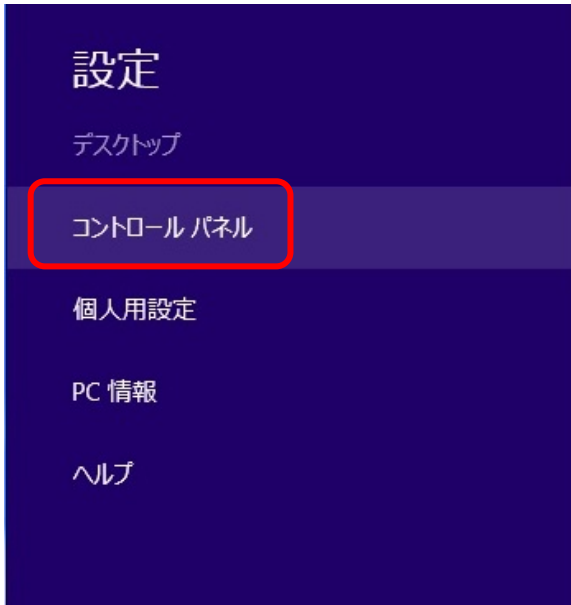 設定
デスクトップ
コントロール パネル
個人用設定
PC 情報
ヘルプ